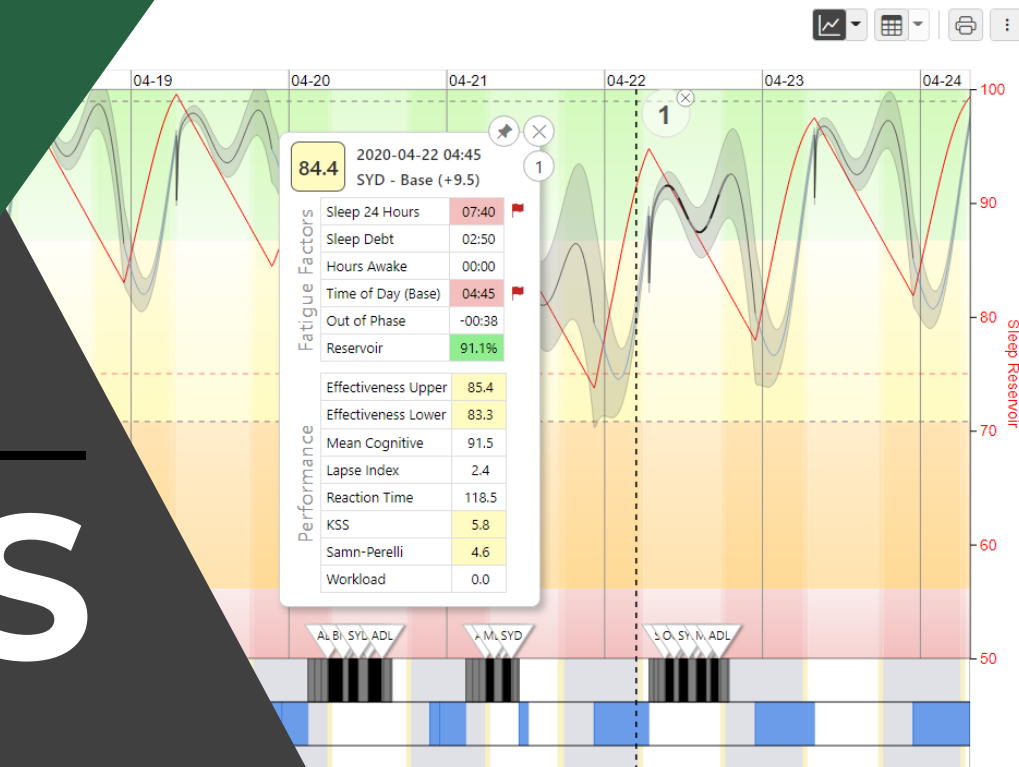 04-19 04-20 04-21 04-22 04-23 04-24
100
90
80
70
60
50
Sleep Reservoir
1
84.4
2020-04-22 04:45
SYD - Base (+9.5)
1
Fatigue Factors
Sleep 24 Hours 07:40
Sleep Debt 02:50
Hours Awake 00:00
Time of Day (Base) 04:45
Out of Phase -00:38
Reservoir 91.1%
Performance
Effectiveness Upper 85.4
Effectiveness Lower 83.3
Mean Cognitive 91.5
Lapse Index 2.4
Reaction Time 118.5
KSS 5.8
Samn-Perelli 4.6
Workload 0.0
SYD ADL
SYD
ADL
S